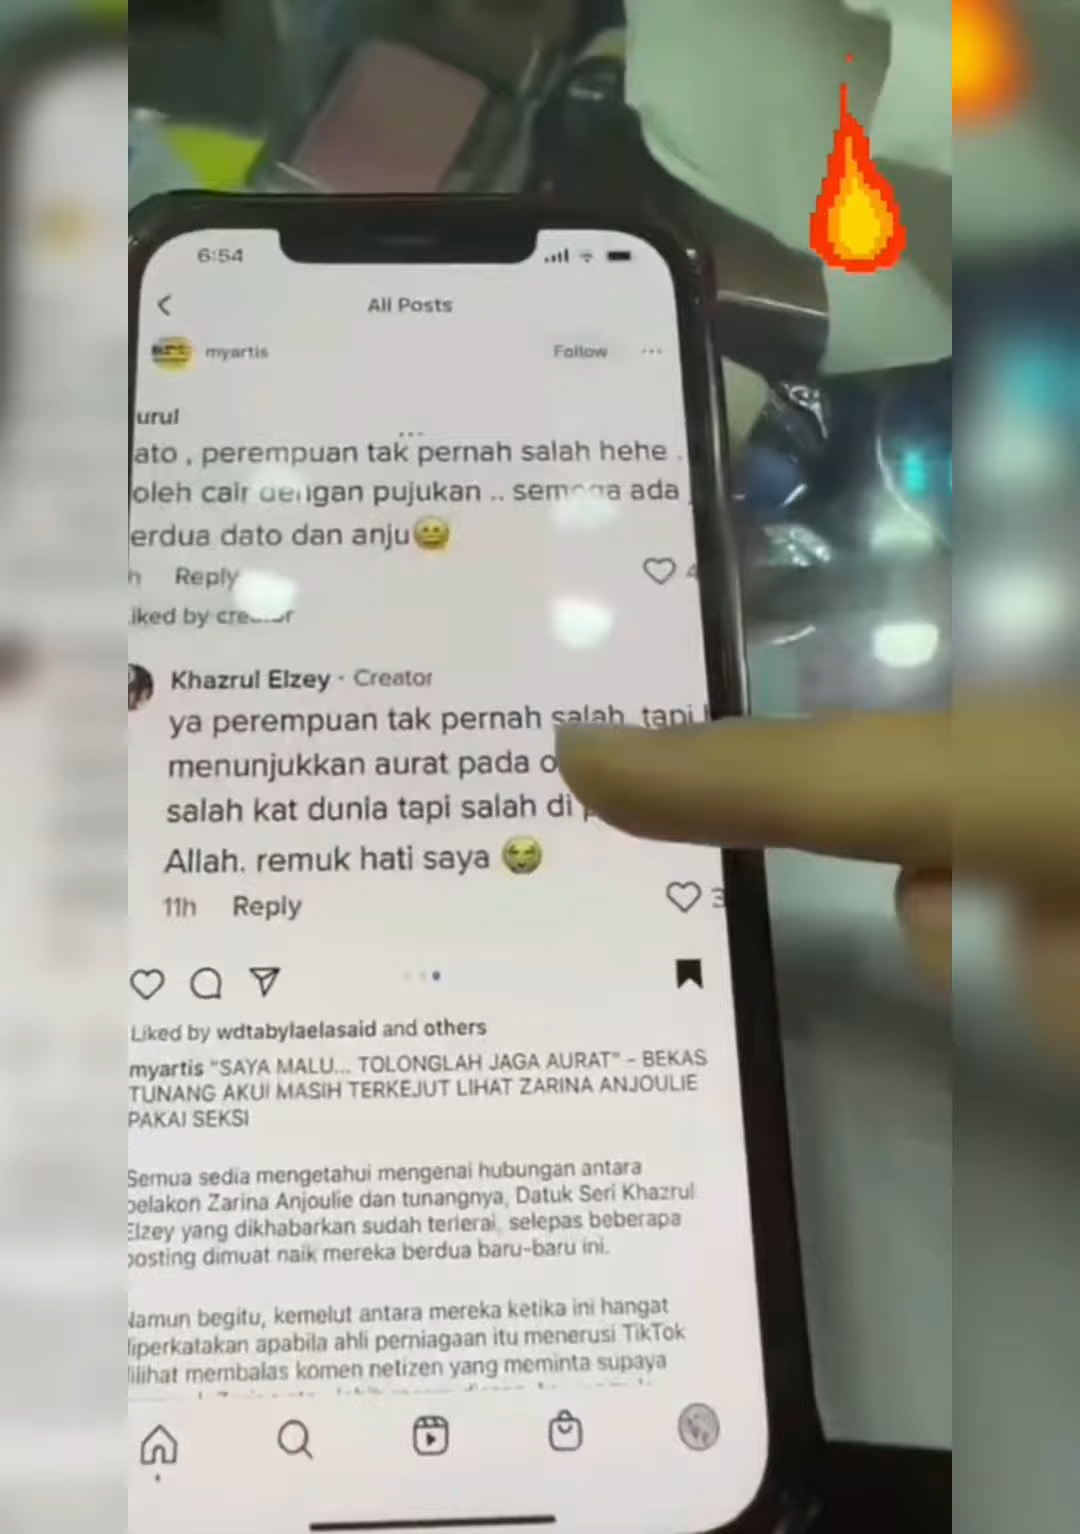 6:54
All Posts
myartis
Follow
urul
ato , perempuan tak pernah salah hehe .
oleh cair dengan pujukan .. semoga ada
erdua dato dan anju
h Reply
iked by creator
Khazrul Elzey · Creator
ya perempuan tak pernah salah, tapi
menunjukkan aurat pada
salah kat dunia tapi salah di
Allah. remuk hati saya
11h Reply
3
Liked by wdtabylaelasaid and others
myartis "SAYA MALU... TOLONGLAH JAGA AURAT" - BEKAS
TUNANG AKUI MASIH TERKEJUT LIHAT ZARINA ANJOULIE
PAKAI SEKSI
Semua sedia mengetahui mengenai hubungan antara
pelakon Zarina Anjoulie dan tunangnya, Datuk Seri Khazrul
Elzey yang dikhabarkan sudah terlerai, selepas beberapa
posting dimuat naik mereka berdua baru-baru ini.
Namun begitu, kemelut antara mereka ketika ini hangat
diperkatakan apabila ahli perniagaan itu menerusi TikTok
dilihat membalas komen netizen yang meminta supaya